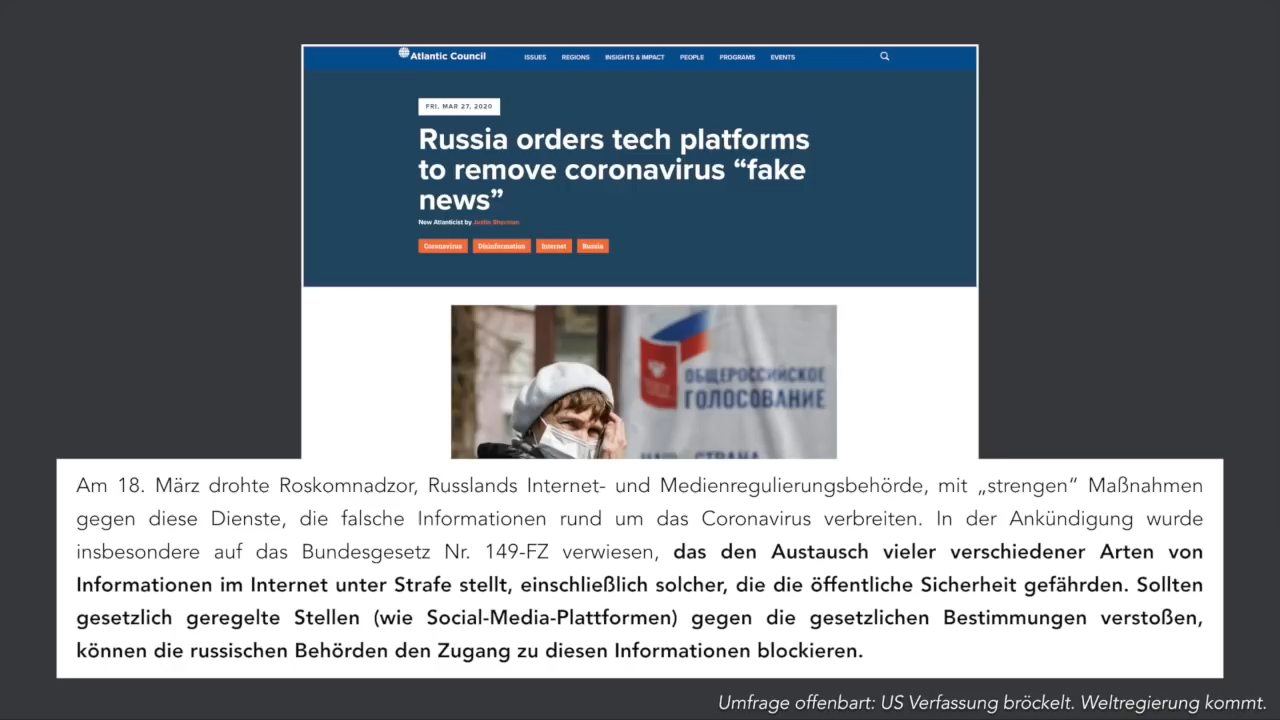 Atlantic Council
ISSUES REGIONS INSIGHTS & IMPACT PEOPLE PROGRAMS EVENTS
FRI, MAR 27, 2020
Russia orders tech platforms
to remove coronavirus “fake
news”
New Atlanticist by Justin Sherman
Coronavirus Disinformation Internet Russia
ОБЩЕРОССИЙСКОЕ
ГОЛОСОВАНИЕ
НАША СТРАНА
Am 18. März drohte Roskomnadzor, Russlands Internet- und Medienregulierungsbehörde, mit „strengen“ Maßnahmen
gegen diese Dienste, die falsche Informationen rund um das Coronavirus verbreiten. In der Ankündigung wurde
insbesondere auf das Bundesgesetz Nr. 149-FZ verwiesen, das den Austausch vieler verschiedener Arten von
Informationen im Internet unter Strafe stellt, einschließlich solcher, die die öffentliche Sicherheit gefährden. Sollten
gesetzlich geregelte Stellen (wie Social-Media-Plattformen) gegen die gesetzlichen Bestimmungen verstoßen,
können die russischen Behörden den Zugang zu diesen Informationen blockieren.
Umfrage offenbart: US Verfassung bröckelt. Weltregierung kommt.